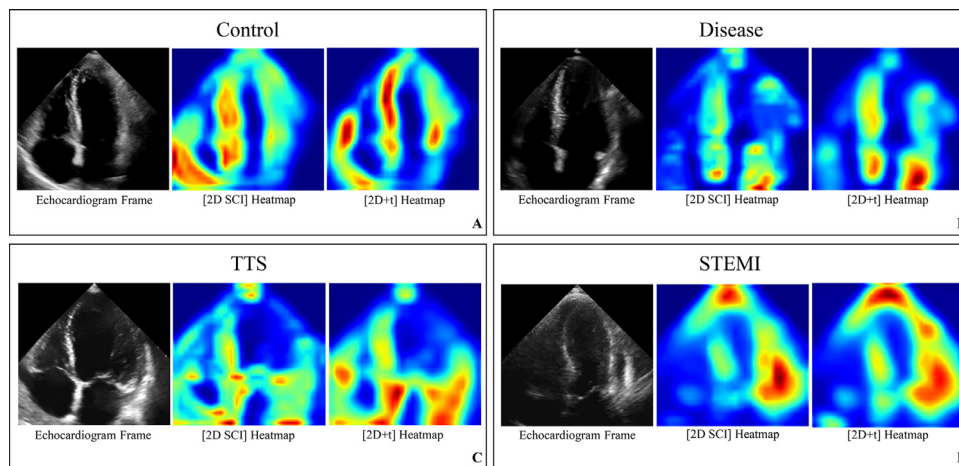 Control
Echocardiogram Frame
[2D SCI] Heatmap
[2D+t] Heatmap
A
Disease
Echocardiogram Frame
[2D SCI] Heatmap
[2D+t] Heatmap
TTS
Echocardiogram Frame
[2D SCI] Heatmap
[2D+t] Heatmap
C
STEMI
Echocardiogram Frame
[2D SCI] Heatmap
[2D+t] Heatmap